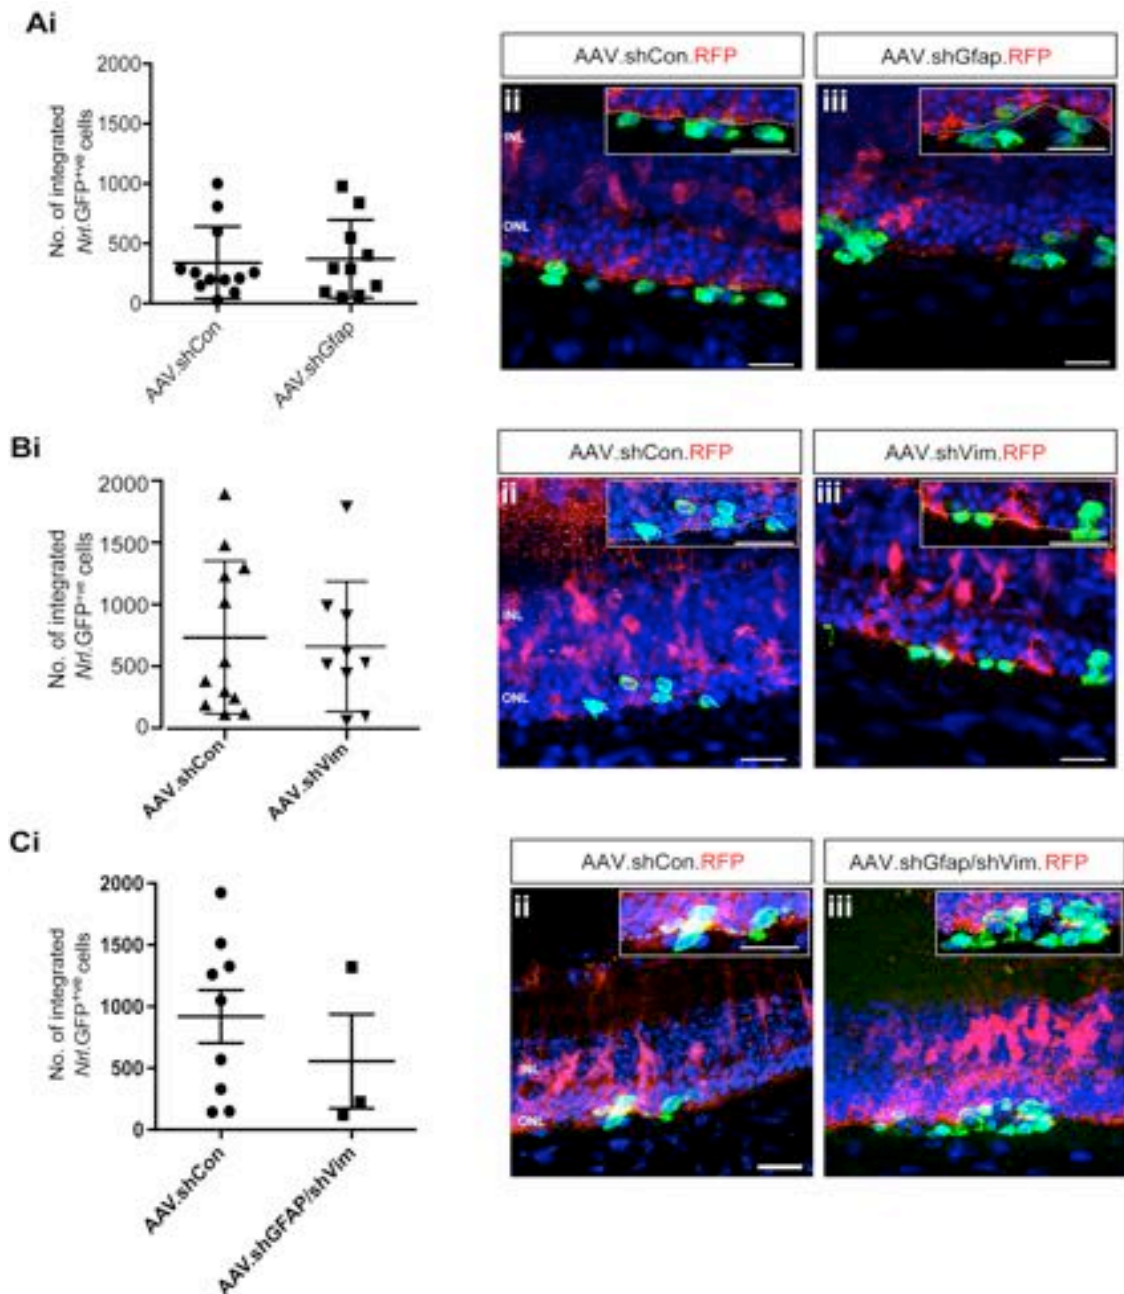 Ai
No. of integrated
Nrl.GFP+ve cells
2000
1500
1000
500
0
AAV.shCon
AAV.shGfap
AAV.shCon.RFP
AAV.shGfap.RFP
ii
iii
INL
ONL
Bi
No. of integrated
Nrl.GFP+ve cells
2000
1500
1000
500
0
AAV.shCon
AAV.shVim
AAV.shCon.RFP
AAV.shVim.RFP
ii
iii
INL
ONL
Ci
No. of integrated
Nrl.GFP+ve cells
2000
1500
1000
500
0
AAV.shCon
AAV.shGFAP/shVim
AAV.shCon.RFP
AAV.shGfap/shVim.RFP
ii
iii
INL
ONL